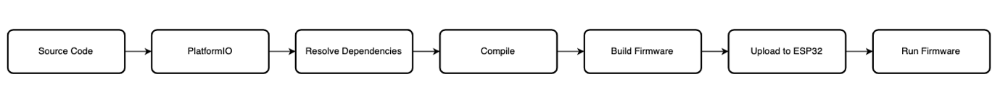 Source Code
PlatformIO
Resolve Dependencies
Compile
Build Firmware
Upload to ESP32
Run Firmware